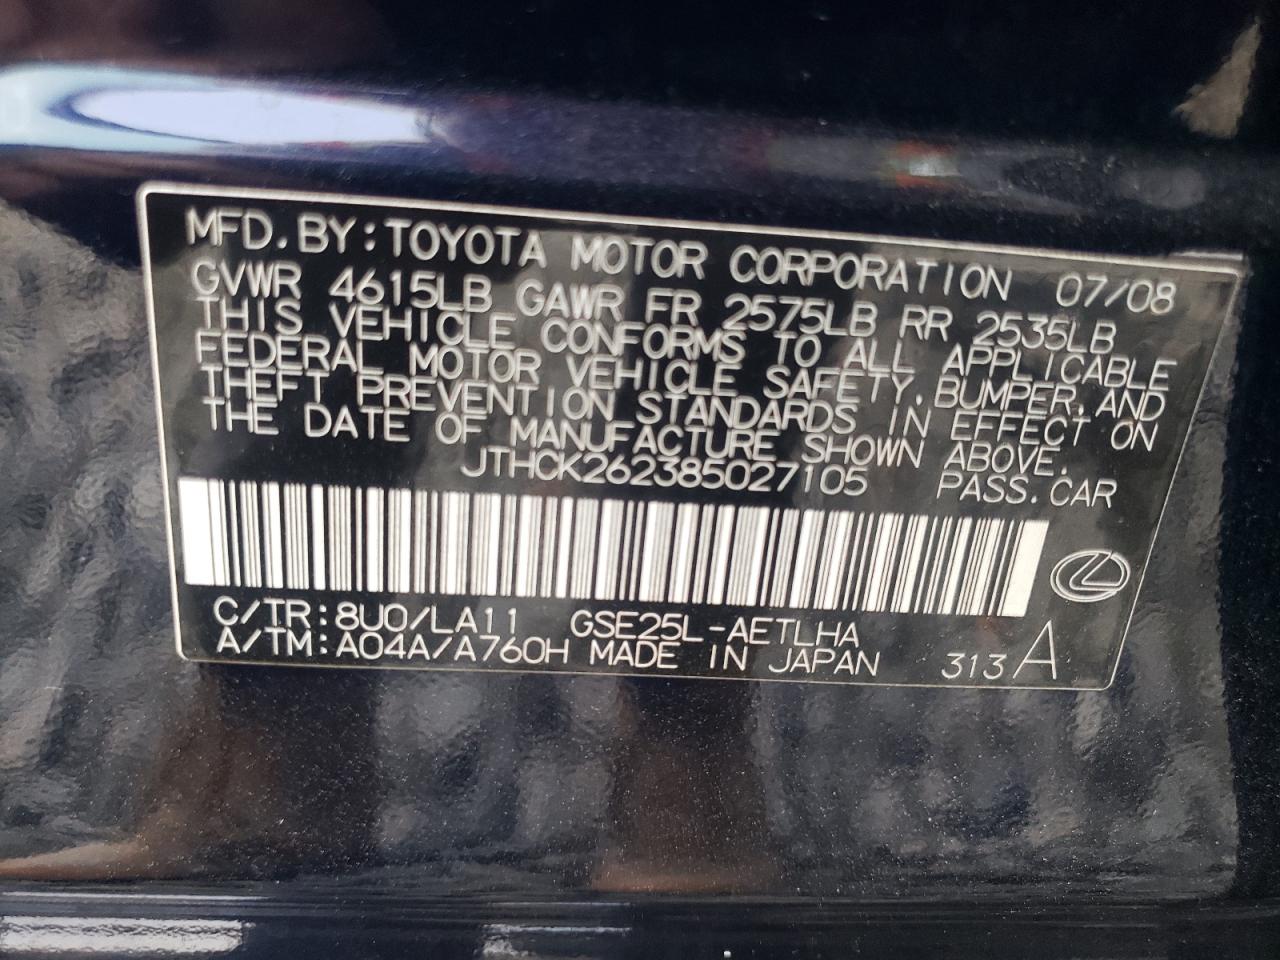 MFD. BY: TOYOTA MOTOR CORPORATION 07/08
GVWR 4615LB GAWR FR 2575LB RR 2535LB
THIS VEHICLE CONFORMS TO ALL APPLICABLE
FEDERAL MOTOR VEHICLE SAFETY, BUMPER, AND
THEFT PREVENTION STANDARDS IN EFFECT ON
THE DATE OF MANUFACTURE SHOWN ABOVE.
JTHCK262385027105 PASS. CAR
C/TR: 8U0/LA11 GSE25L-AETLHA
A/TM: A04A/A760H MADE IN JAPAN 313 A